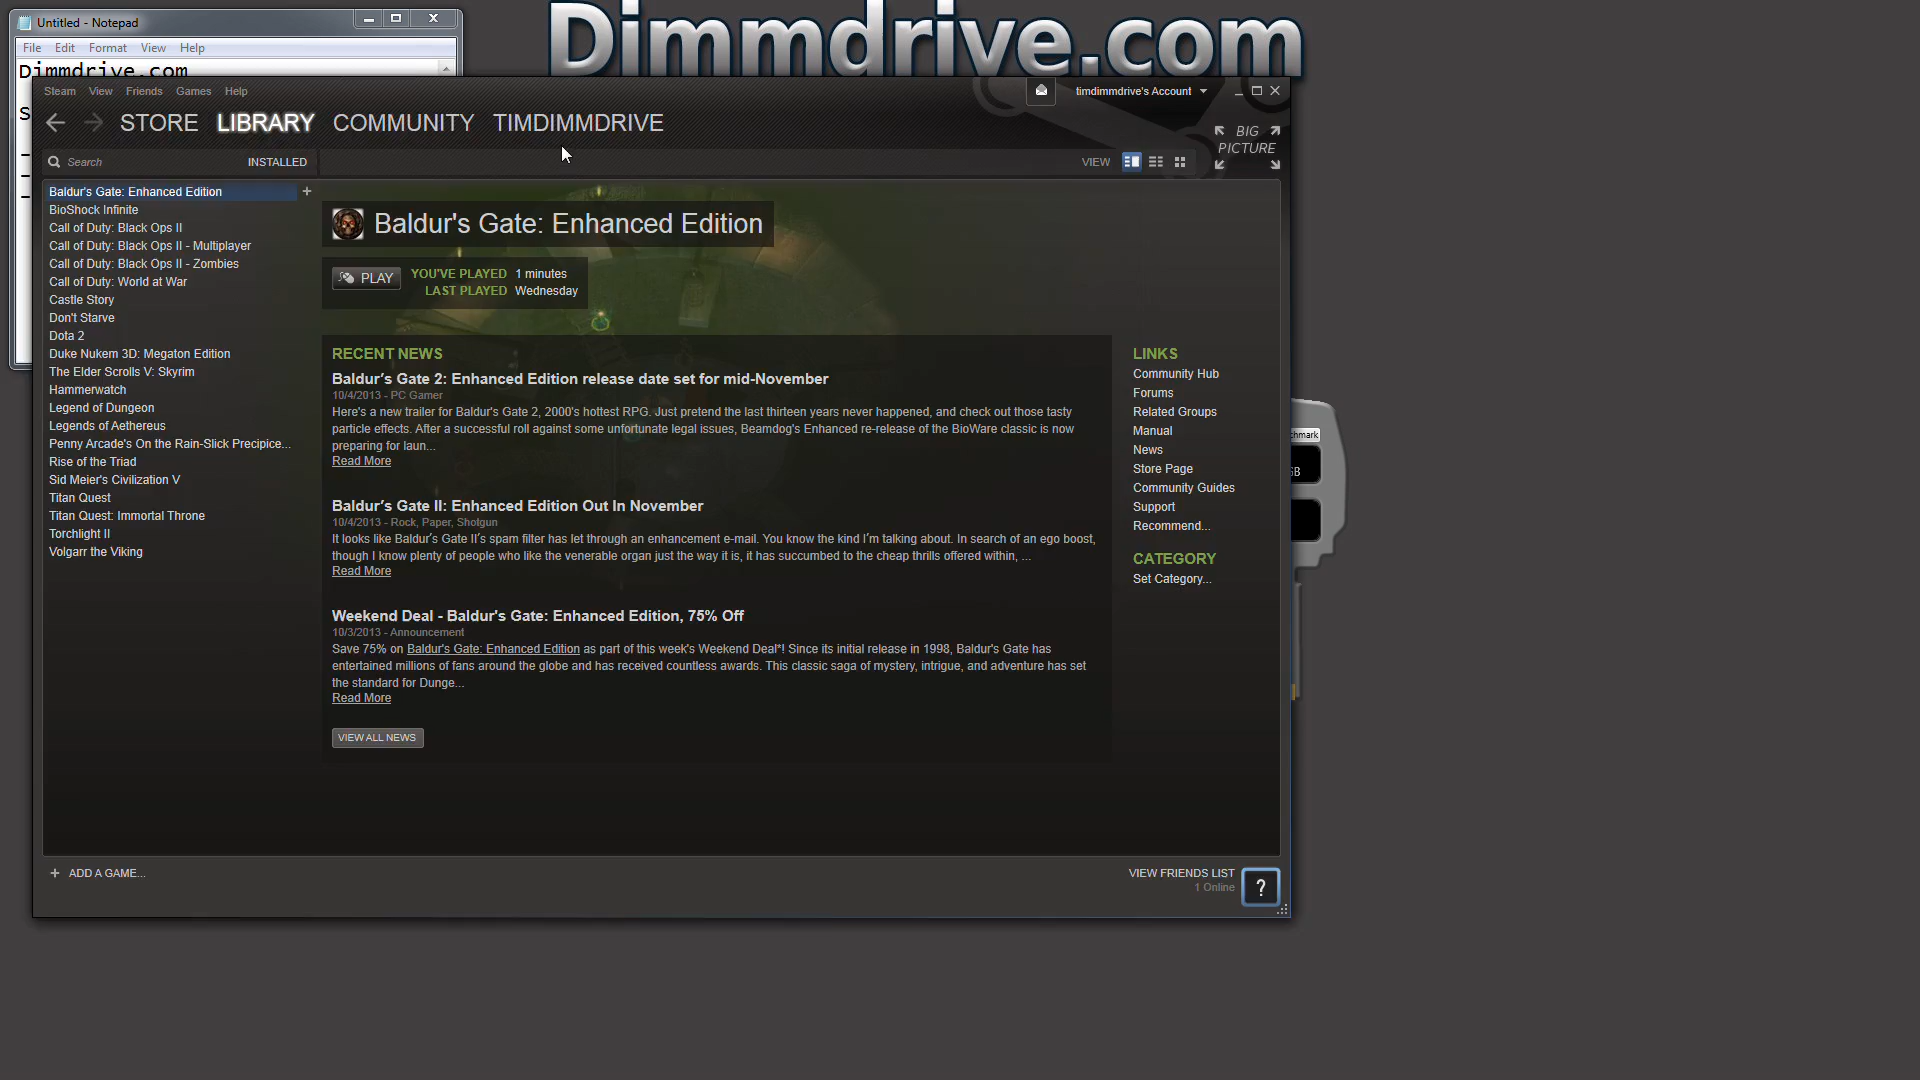 Untitled - Notepad
File Edit Format View Help
Dimmdrive.com
Dimmdrive.com
Steam View Friends Games Help
timdimmdrive's Account
STORE LIBRARY COMMUNITY TIMDIMMDRIVE
BIG PICTURE
Search INSTALLED
VIEW
Baldur's Gate: Enhanced Edition +
BioShock Infinite
Call of Duty: Black Ops II
Call of Duty: Black Ops II - Multiplayer
Call of Duty: Black Ops II - Zombies
Call of Duty: World at War
Castle Story
Don't Starve
Dota 2
Duke Nukem 3D: Megaton Edition
The Elder Scrolls V: Skyrim
Hammerwatch
Legend of Dungeon
Legends of Aethereus
Penny Arcade's On the Rain-Slick Precipice...
Rise of the Triad
Sid Meier's Civilization V
Titan Quest
Titan Quest: Immortal Throne
Torchlight II
Volgarr the Viking
Baldur's Gate: Enhanced Edition
PLAY
YOU'VE PLAYED 1 minutes
LAST PLAYED Wednesday
RECENT NEWS
Baldur's Gate 2: Enhanced Edition release date set for mid-November
10/4/2013 - PC Gamer
Here's a new trailer for Baldur's Gate 2, 2000's hottest RPG. Just pretend the last thirteen years never happened, and check out those tasty
particle effects. After a successful roll against some unfortunate legal issues, Beamdog's Enhanced re-release of the BioWare classic is now
preparing for laun...
Read More
Baldur's Gate II: Enhanced Edition Out In November
10/4/2013 - Rock, Paper, Shotgun
It looks like Baldur's Gate II's spam filter has let through an enhancement e-mail. You know the kind I'm talking about. In search of an ego boost,
though I know plenty of people who like the venerable organ just the way it is, it has succumbed to the cheap thrills offered within, ...
Read More
Weekend Deal - Baldur's Gate: Enhanced Edition, 75% Off
10/3/2013 - Announcement
Save 75% on Baldur's Gate: Enhanced Edition as part of this week's Weekend Deal*! Since its initial release in 1998, Baldur's Gate has
entertained millions of fans around the globe and has received countless awards. This classic saga of mystery, intrigue, and adventure has set
the standard for Dunge...
Read More
VIEW ALL NEWS
LINKS
Community Hub
Forums
Related Groups
Manual
News
Store Page
Community Guides
Support
Recommend...
CATEGORY
Set Category...
chmark
GB
+ ADD A GAME...
VIEW FRIENDS LIST
1 Online
?